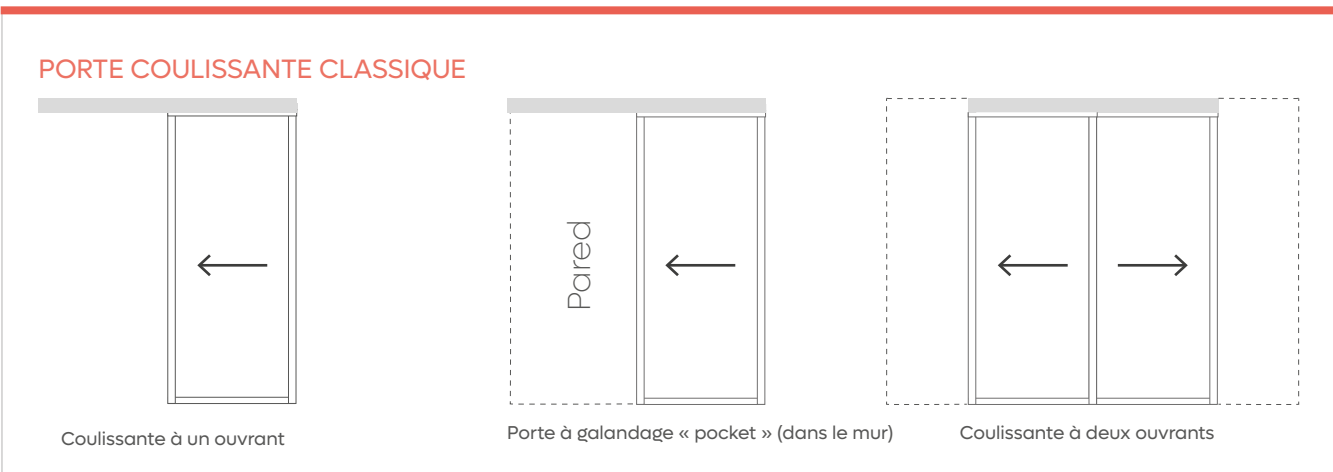 PORTE COULISSANTE CLASSIQUE
Pared
Coulissante à un ouvrant
Porte à galandage « pocket » (dans le mur)
Coulissante à deux ouvrants